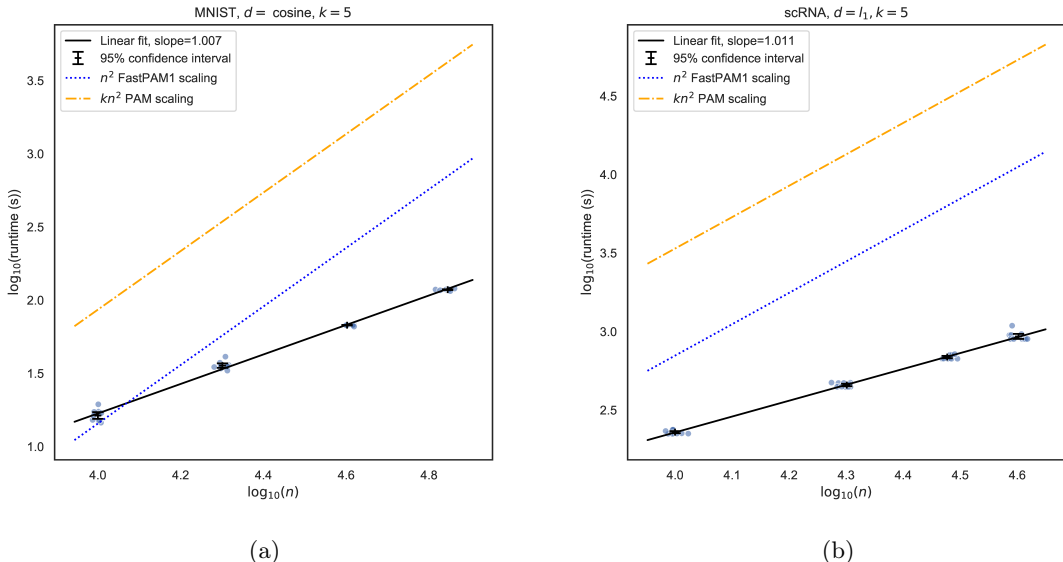 MNIST, d = cosine, k = 5
Linear fit, slope=1.007
95% confidence interval
n² FastPAM1 scaling
kn² PAM scaling
log₁₀(runtime (s))
3.5
3.0
2.5
2.0
1.5
1.0
4.0 4.2 4.4 4.6 4.8
log₁₀(n)
(a)
scRNA, d = l₁, k = 5
Linear fit, slope=1.011
95% confidence interval
n² FastPAM1 scaling
kn² PAM scaling
log₁₀(runtime (s))
4.5
4.0
3.5
3.0
2.5
4.0 4.1 4.2 4.3 4.4 4.5 4.6
log₁₀(n)
(b)